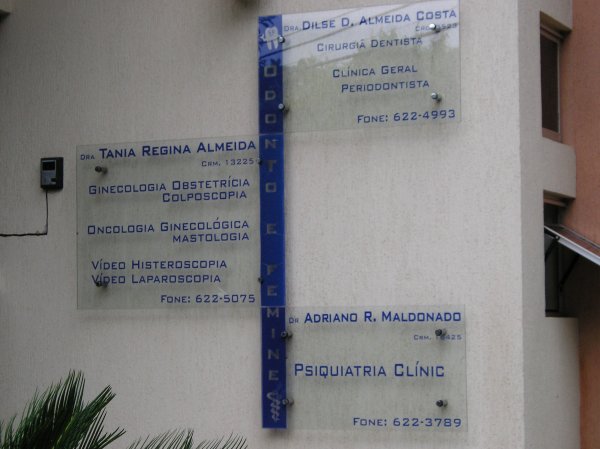 Dra. Dilse D. Almeida Costa
Cirurgiã Dentista
Clínica Geral
Periodontista
Fone: 622-4993
Odonto e Femine
Dra Tania Regina Almeida
Crm. 13225
Ginecologia Obstetrícia
Colposcopia
Oncologia Ginecológica
mastologia
Vídeo Histeroscopia
Vídeo Laparoscopia
Fone: 622-5075
Dr Adriano R. Maldonado
Psiquiatria Clínic
Fone: 622-3789